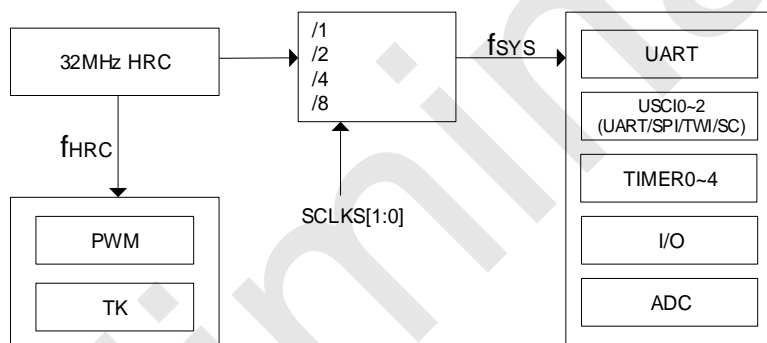 32MHz HRC
/1
/2
/4
/8
fSYS
UART
USCI0~2
(UART/SPI/TWI/SC)
TIMER0~4
I/O
ADC
fHRC
SCLKS[1:0]
PWM
TK